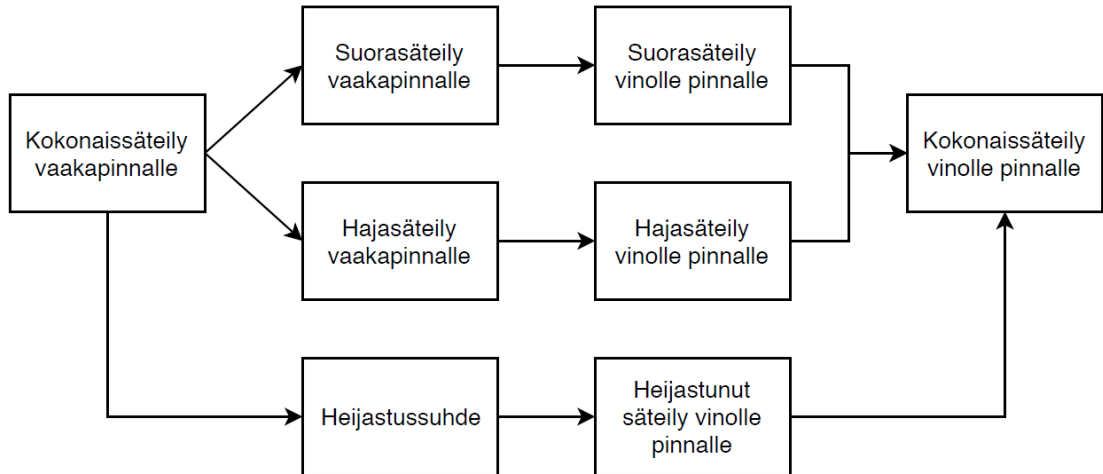 Kokonaissäteily
vaakapinnalle
Suorasäteily
vaakapinnalle
Suorasäteily
vinolle pinnalle
Hajasäteily
vaakapinnalle
Hajasäteily
vinolle pinnalle
Kokonaissäteily
vinolle pinnalle
Heijastussuhde
Heijastunut
säteily vinolle
pinnalle